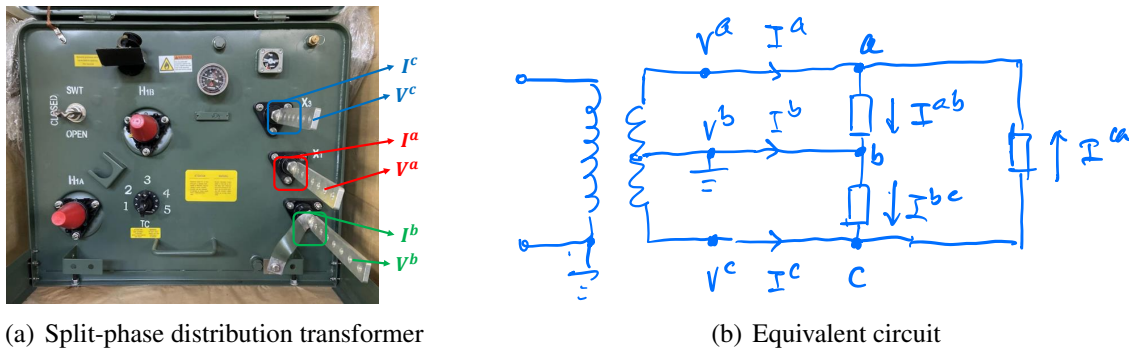 SWT
CLOSED
OPEN
H1B
X3
I^c
V^c
X1
I^a
V^a
H1A
1 2 3 4 5
TC
I^b
V^b
(a) Split-phase distribution transformer
V^a I^a a
I^ab
V^b I^b b
I^ca
I^bc
V^c I^c c
(b) Equivalent circuit